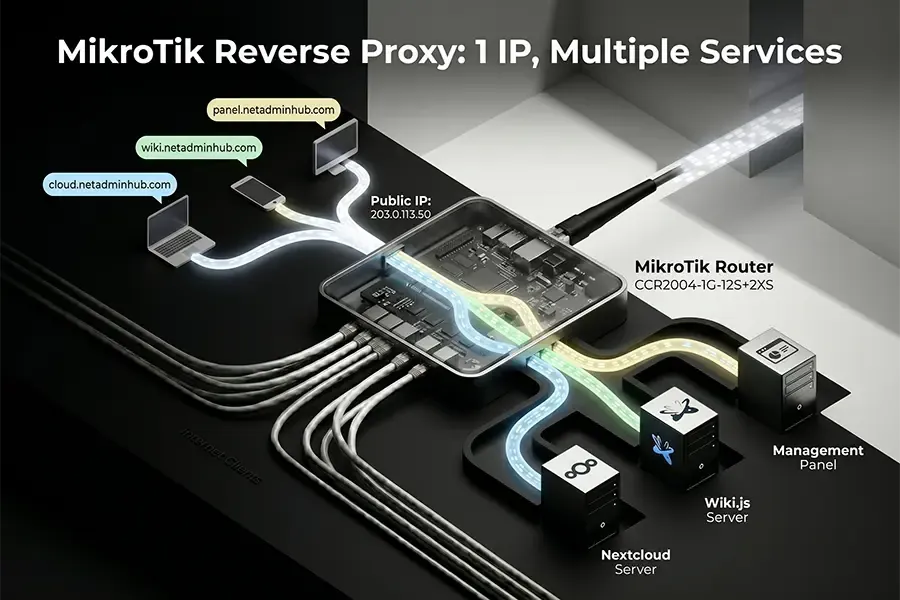 MikroTik Reverse Proxy: 1 IP, Multiple Services
panel.netadminhub.com
wiki.netadminhub.com
cloud.netadminhub.com
Public IP:
203.0.113.50
MikroTik Router
CCR2004-1G-12S+2XS
Management
Panel
Wiki.js
Server
Nextcloud
Server